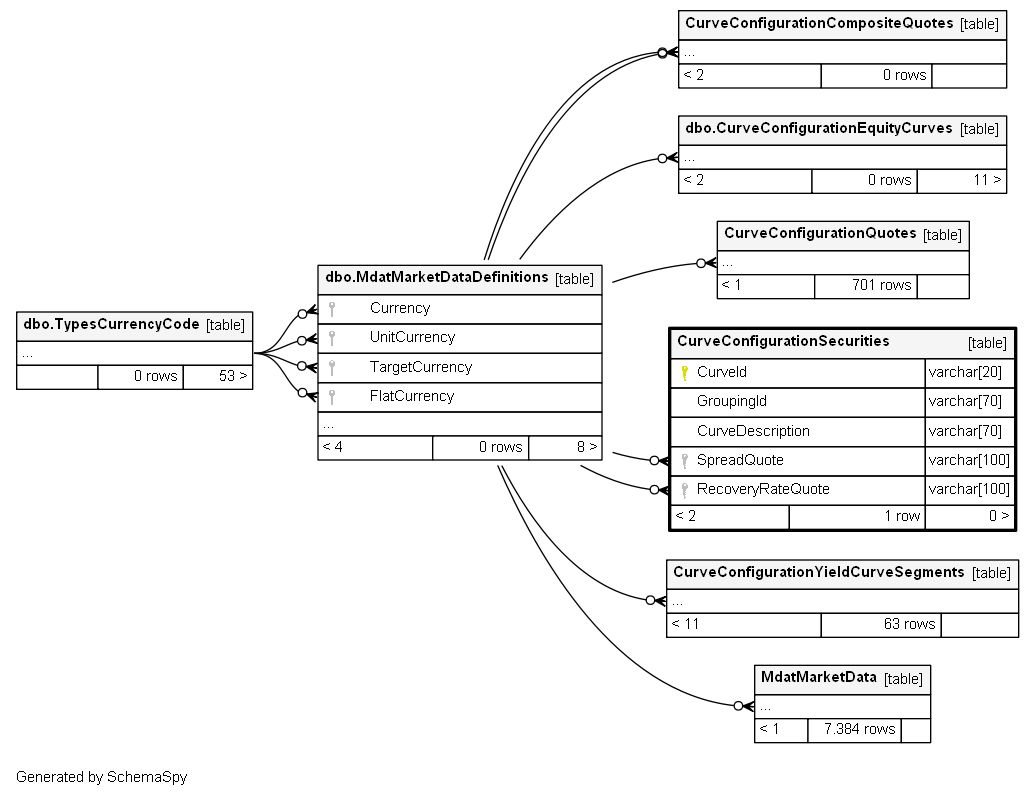 CurveConfigurationCompositeQuotes [table]
...
< 2 0 rows
dbo.CurveConfigurationEquityCurves [table]
...
< 2 0 rows 11 >
CurveConfigurationQuotes [table]
...
< 1 701 rows
dbo.MdatMarketDataDefinitions [table]
Currency
UnitCurrency
TargetCurrency
FlatCurrency
...
< 4 0 rows 8 >
dbo.TypesCurrencyCode [table]
...
0 rows 53 >
CurveConfigurationSecurities [table]
CurveId varchar[20]
GroupingId varchar[70]
CurveDescription varchar[70]
SpreadQuote varchar[100]
RecoveryRateQuote varchar[100]
< 2 1 row 0 >
CurveConfigurationYieldCurveSegments [table]
...
< 11 63 rows
MdatMarketData [table]
...
< 1 7.384 rows
Generated by SchemaSpy